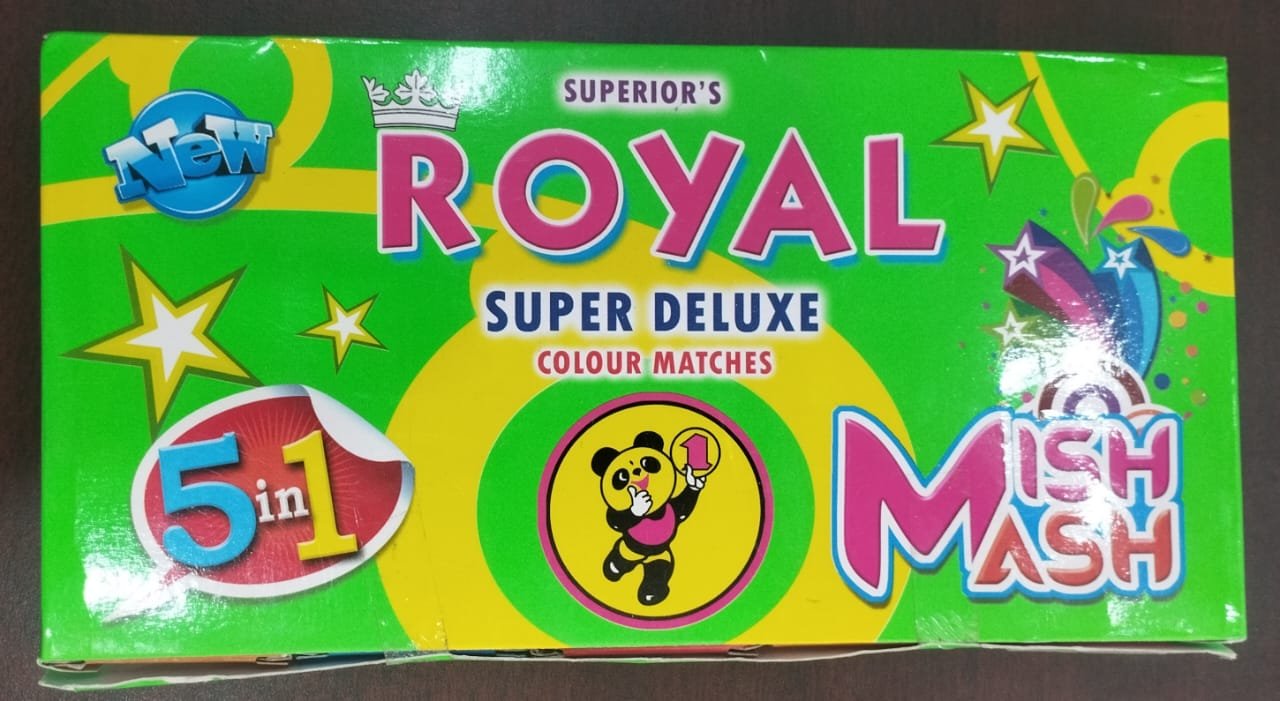 New
SUPERIOR'S
ROYAL
SUPER DELUXE
COLOUR MATCHES
5 in 1
1
MISH
MASH